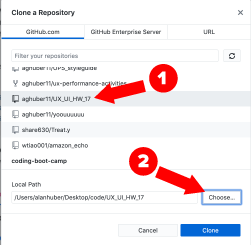 Clone a Repository
GitHub.com
GitHub Enterprise Server
URL
Filter your repositories
aghuber11/UPS_styleguide
aghuber11/ux-performance-activities
aghuber11/UX_UI_HW_17
aghuber11/youuuuuuu
share630/Treat.y
wtiao001/amazon_echo
coding-boot-camp
Local Path
/Users/alanhuber/Desktop/code/UX_UI_HW_17
Choose...
Cancel
Clone
1
2